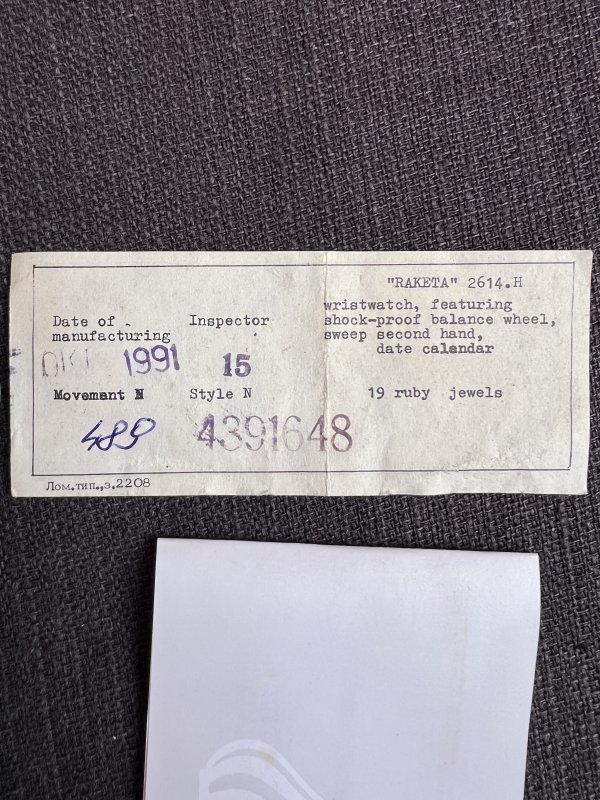 "RAKETA" 2614.H
wristwatch, featuring
shock-proof balance wheel,
sweep second hand,
date calendar
19 ruby jewels
Date of
manufacturing
1991
Inspector
15
Movement N
489
Style N
4391648
Лом.тип.,з.2208